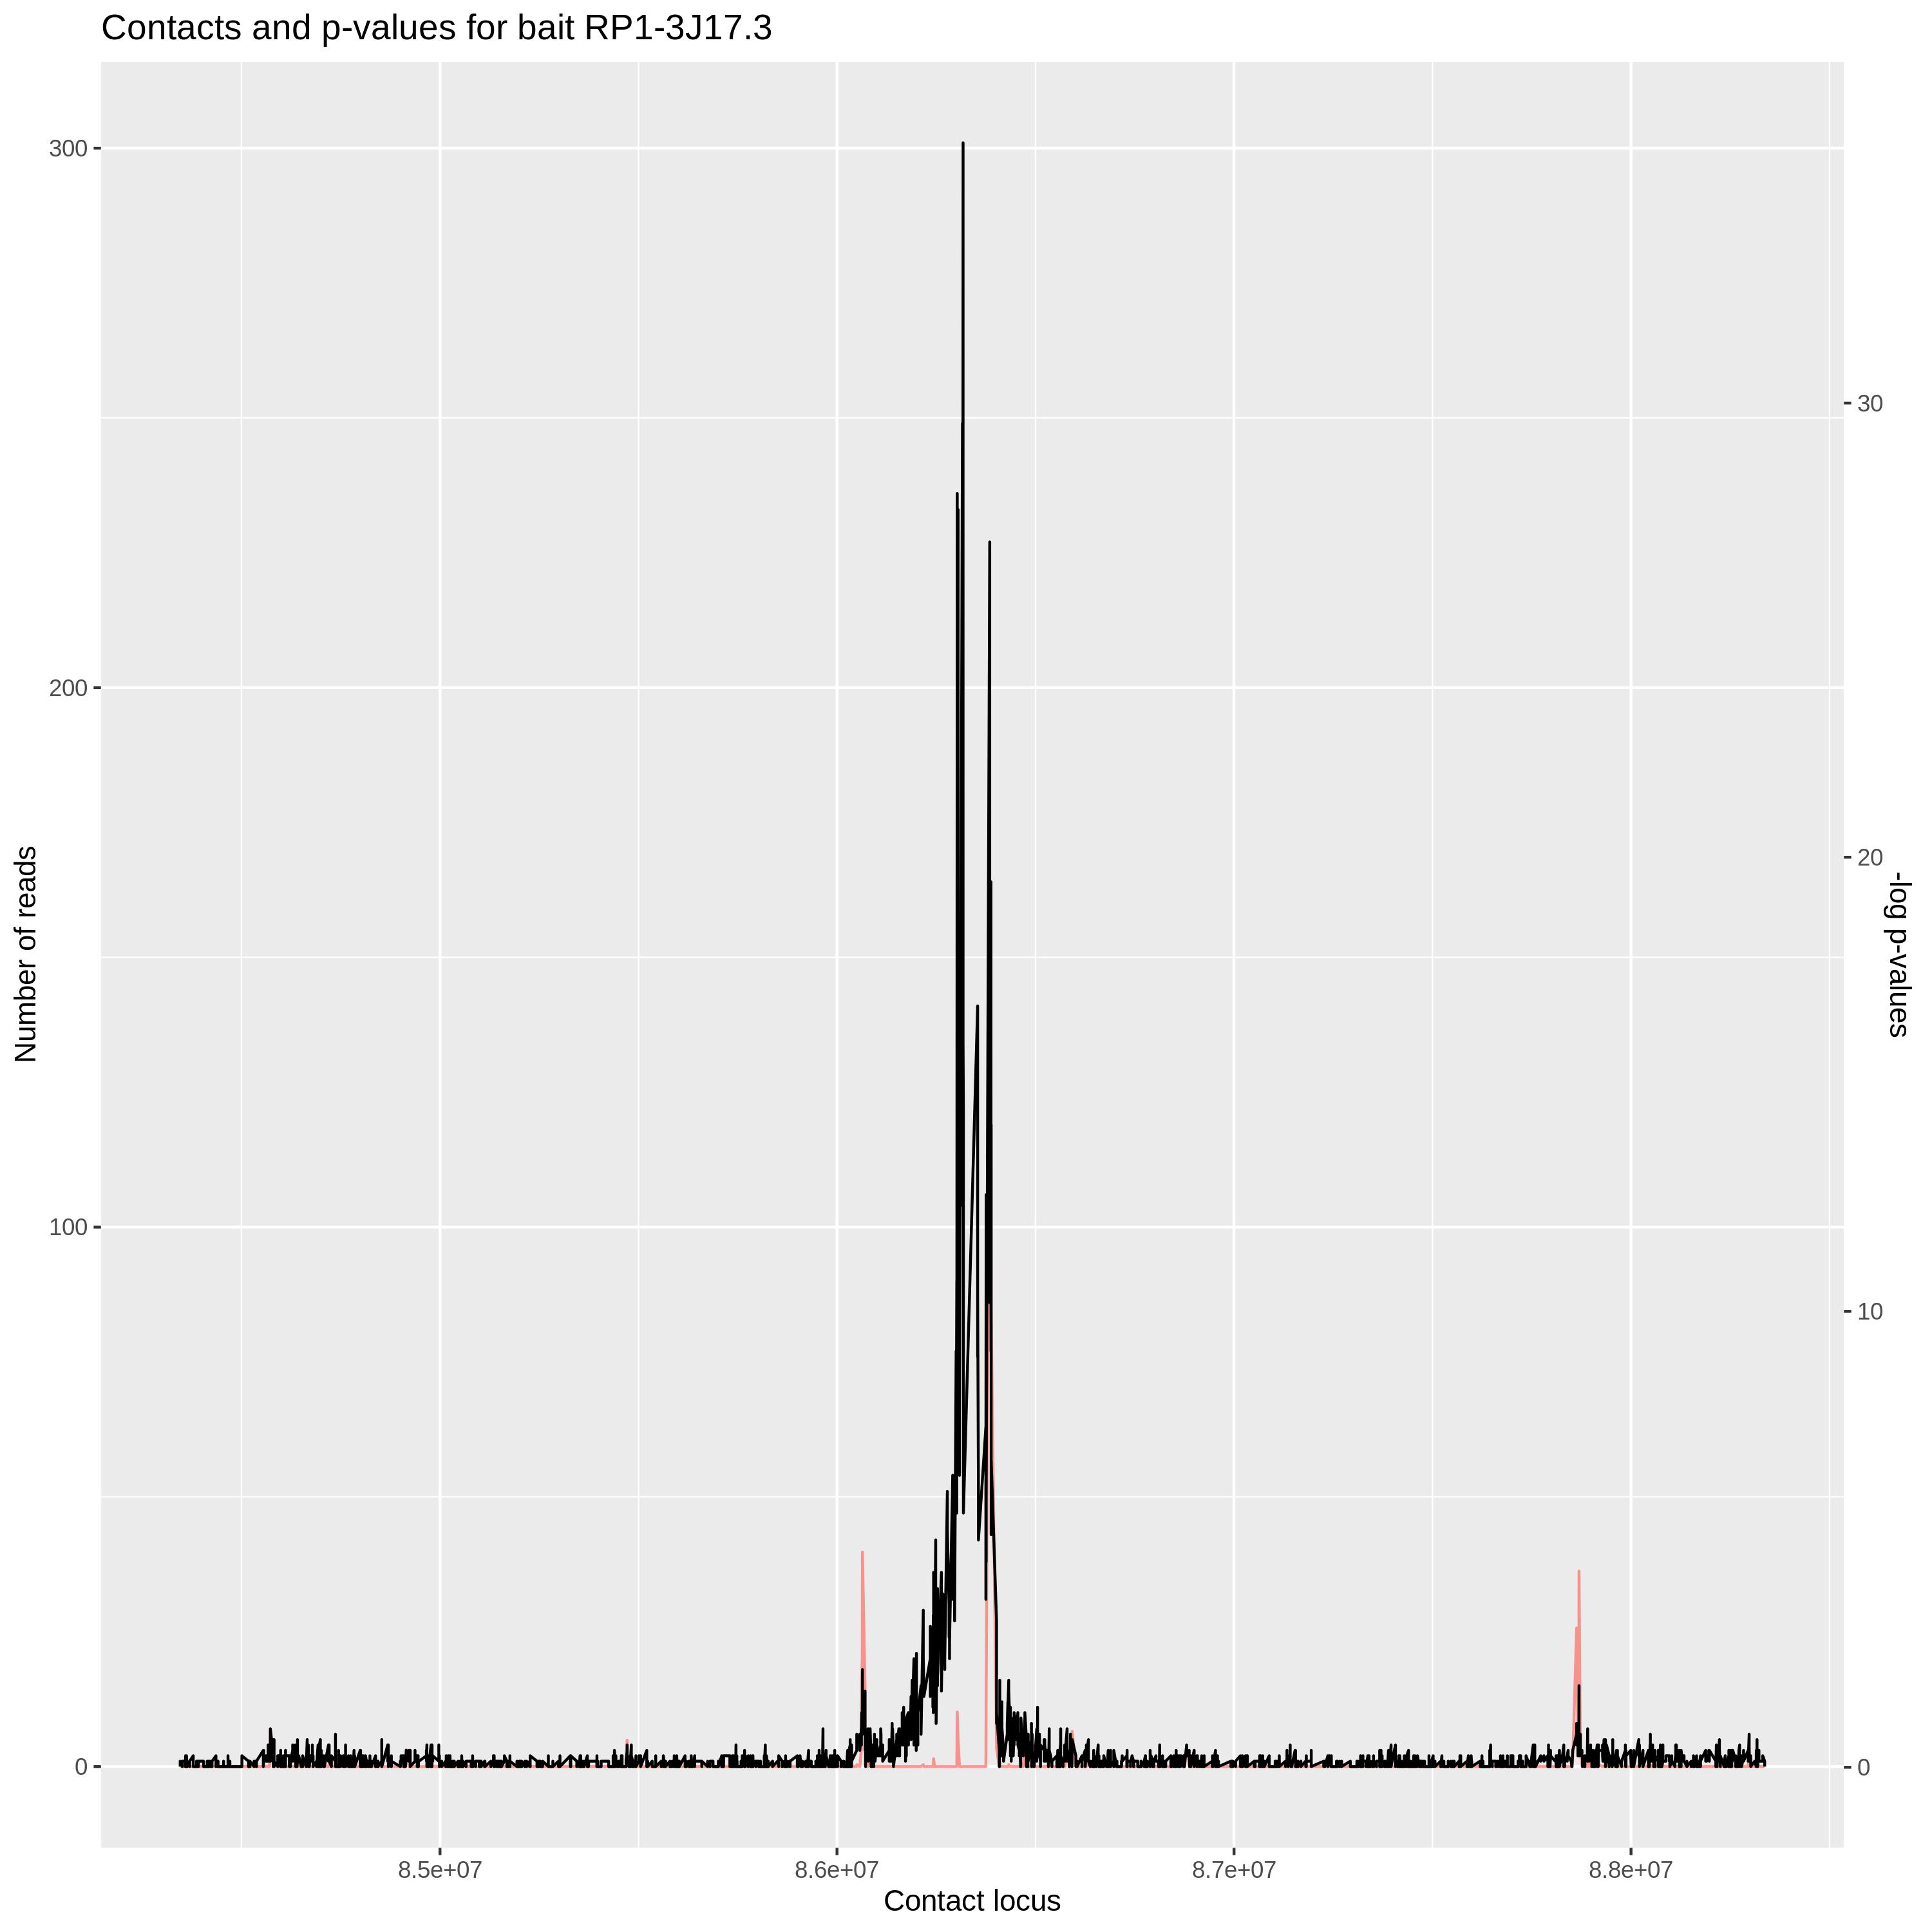 Contacts and p-values for bait RP1-3J17.3
300
200
100
0
Number of reads
30
20
10
0
-log p-values
8.5e+07
8.6e+07
8.7e+07
8.8e+07
Contact locus